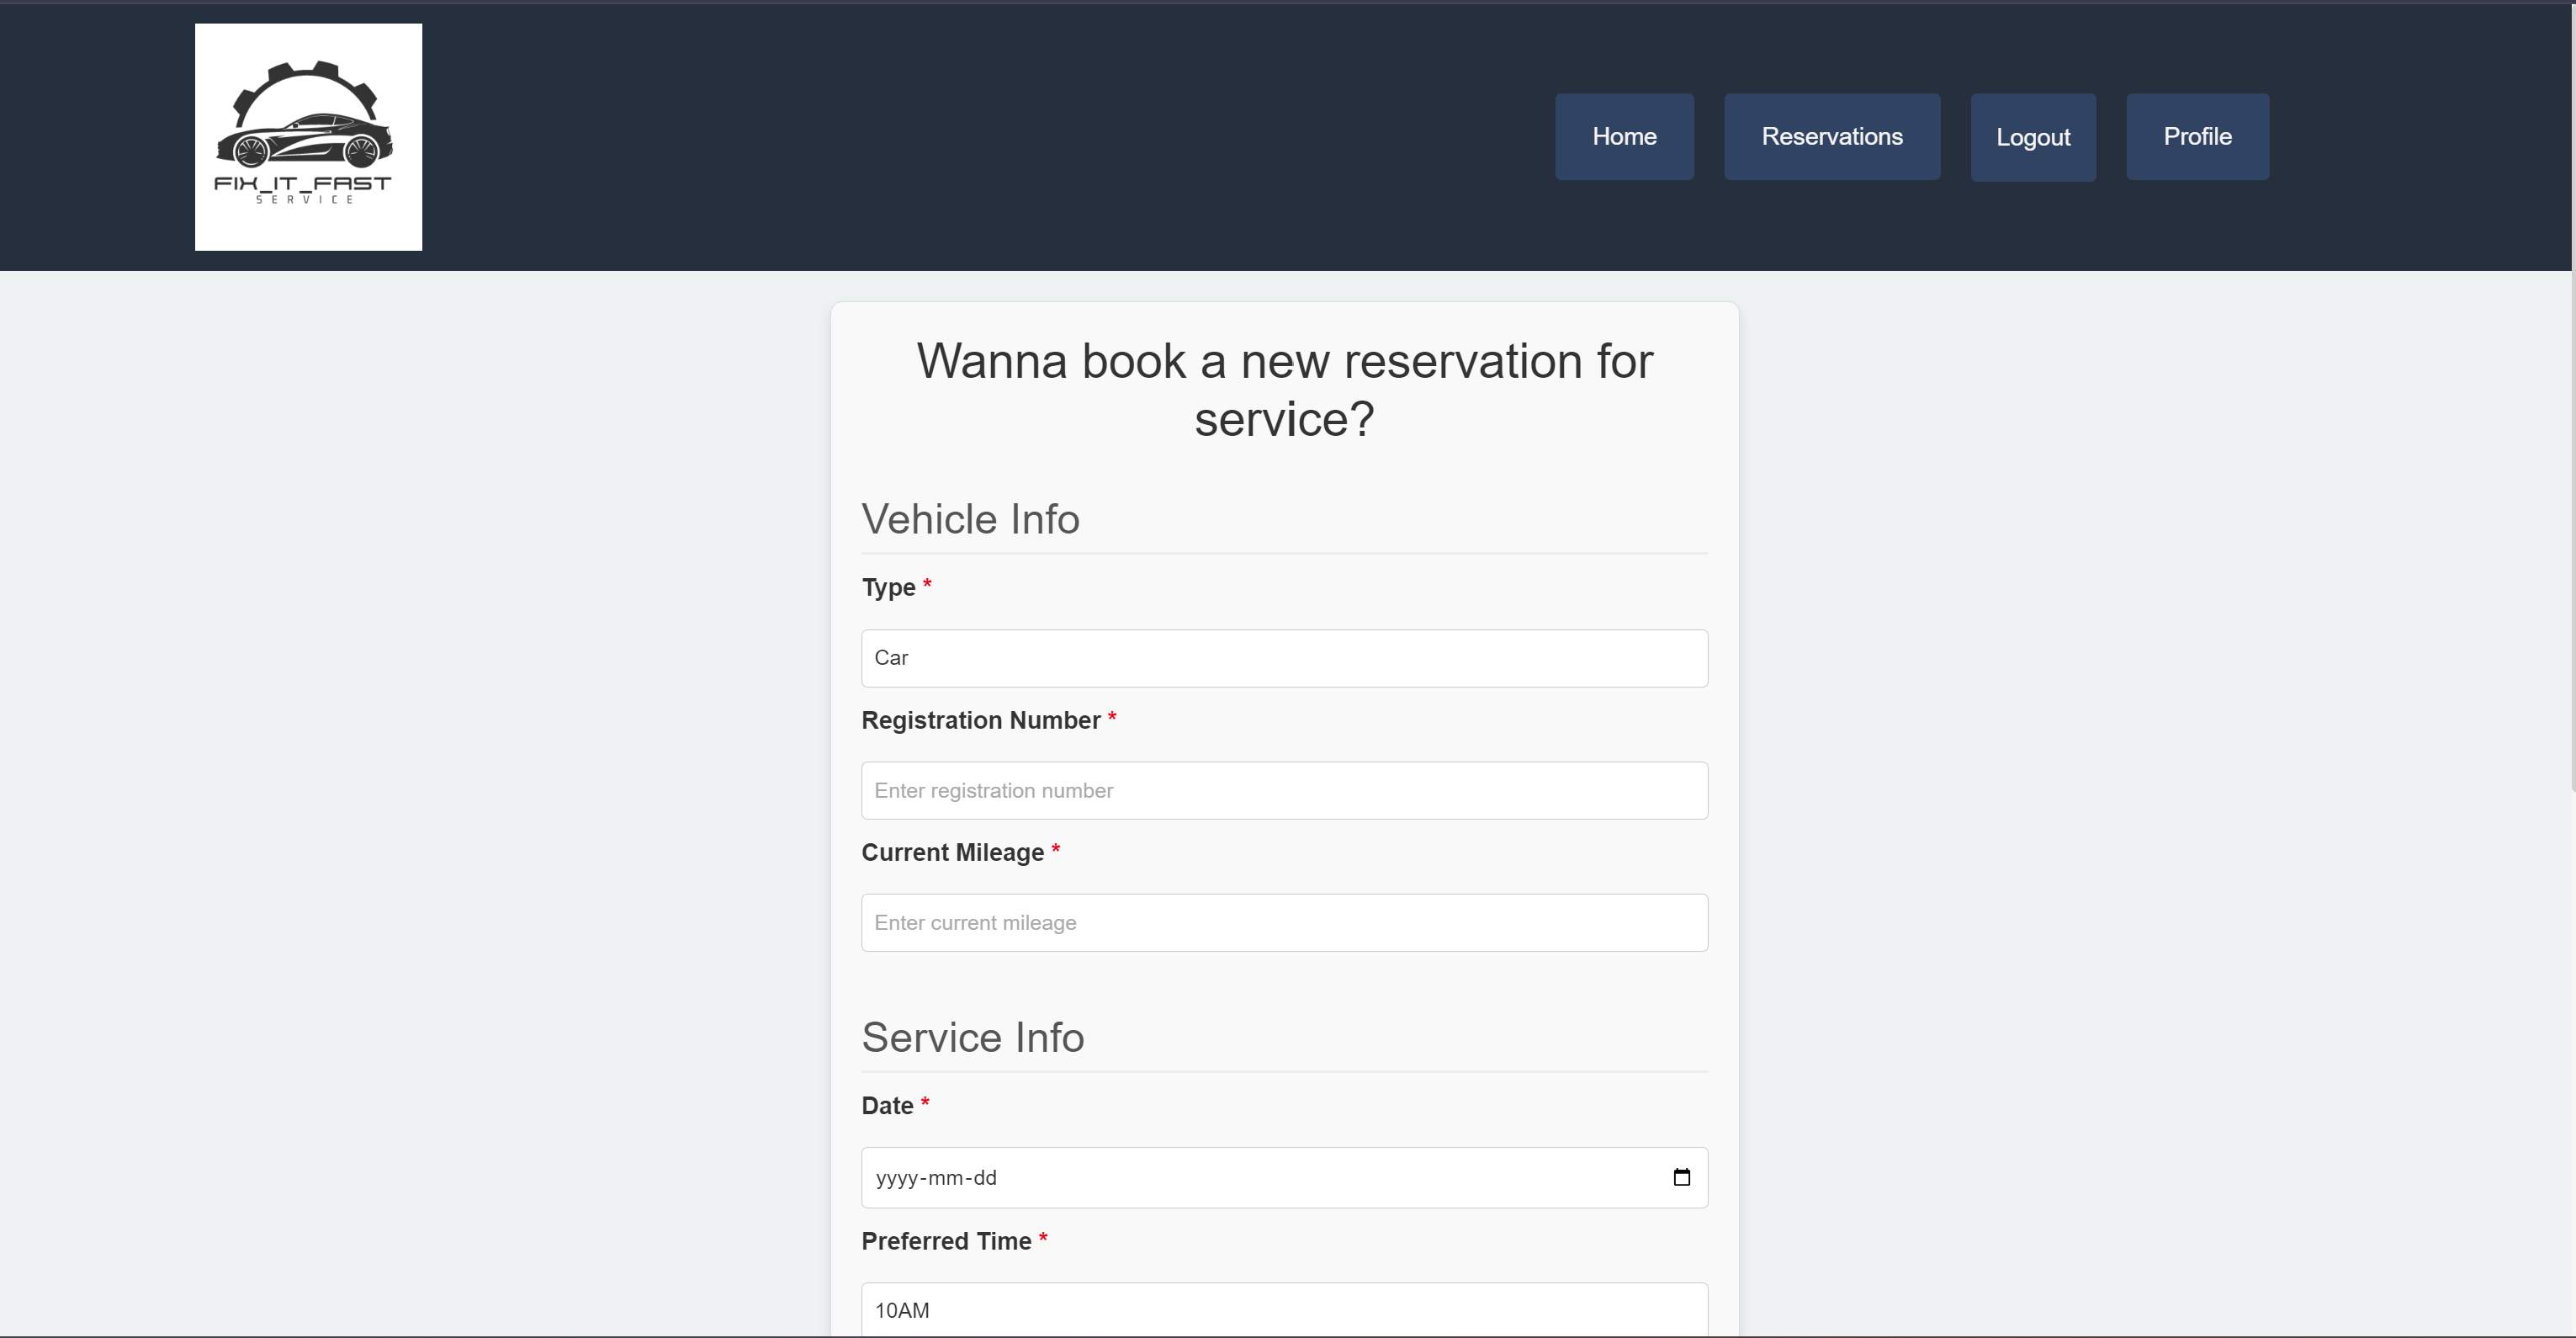 FIX_IT_FAST
SERVICE
Home
Reservations
Logout
Profile
Wanna book a new reservation for
service?
Vehicle Info
Type *
Car
Registration Number *
Enter registration number
Current Mileage *
Enter current mileage
Service Info
Date *
yyyy-mm-dd
Preferred Time *
10AM